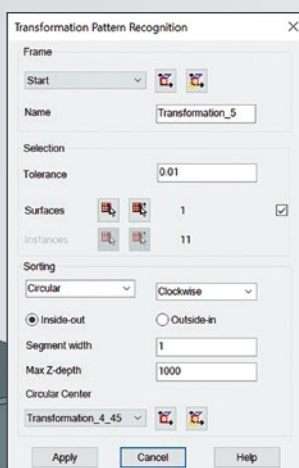 Transformation Pattern Recognition
Frame
Start
Name Transformation_5
Selection
Tolerance 0.01
Surfaces 1
Instances 11
Sorting
Circular Clockwise
Inside-out Outside-in
Segment width 1
Max Z-depth 1000
Circular Center
Transformation_4_45
Apply Cancel Help